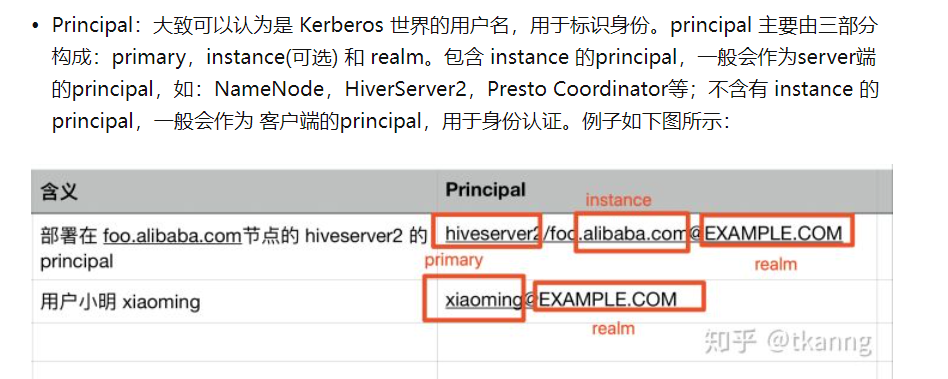 • Principal：大致可以认为是 Kerberos 世界的用户名，用于标识身份。principal 主要由三部分
构成：primary，instance(可选) 和 realm。包含 instance 的principal，一般会作为server端
的principal，如：NameNode，HiverServer2，Presto Coordinator等；不含有 instance 的
principal，一般会作为 客户端的principal，用于身份认证。例子如下图所示：
含义 Principal
instance
部署在 foo.alibaba.com节点的 hiveserver2 的 hiveserver2/foo.alibaba.com@EXAMPLE.COM
principal
primary
realm
用户小明 xiaoming xiaoming@EXAMPLE.COM
realm
知乎 @tkanng